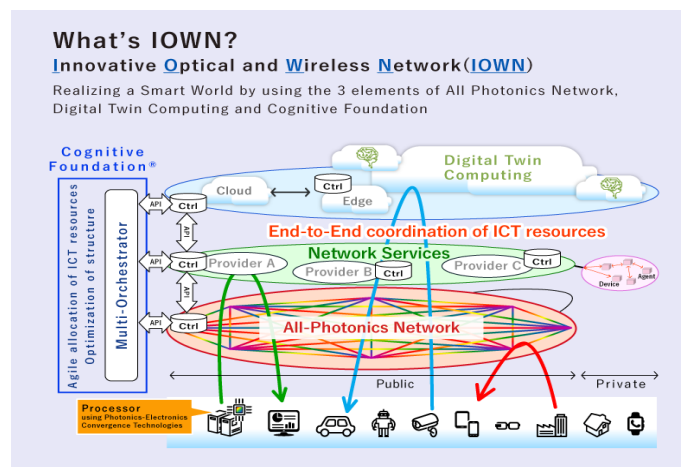 What's IOWN?
Innovative Optical and Wireless Network(IOWN)
Realizing a Smart World by using the 3 elements of All Photonics Network,
Digital Twin Computing and Cognitive Foundation
Cognitive
Foundation®
Agile allocation of ICT resources
Optimization of structure
Multi-Orchestrator
API
API
API
API
API
Ctrl
Ctrl
Ctrl
Cloud
Ctrl
Edge
Digital Twin
Computing
End-to-End coordination of ICT resources
Network Services
Provider A
Provider B
Ctrl
Provider C
Ctrl
Device
Agent
All-Photonics Network
Public
Private
Processor
using Photonics-Electronics
Convergence Technologies